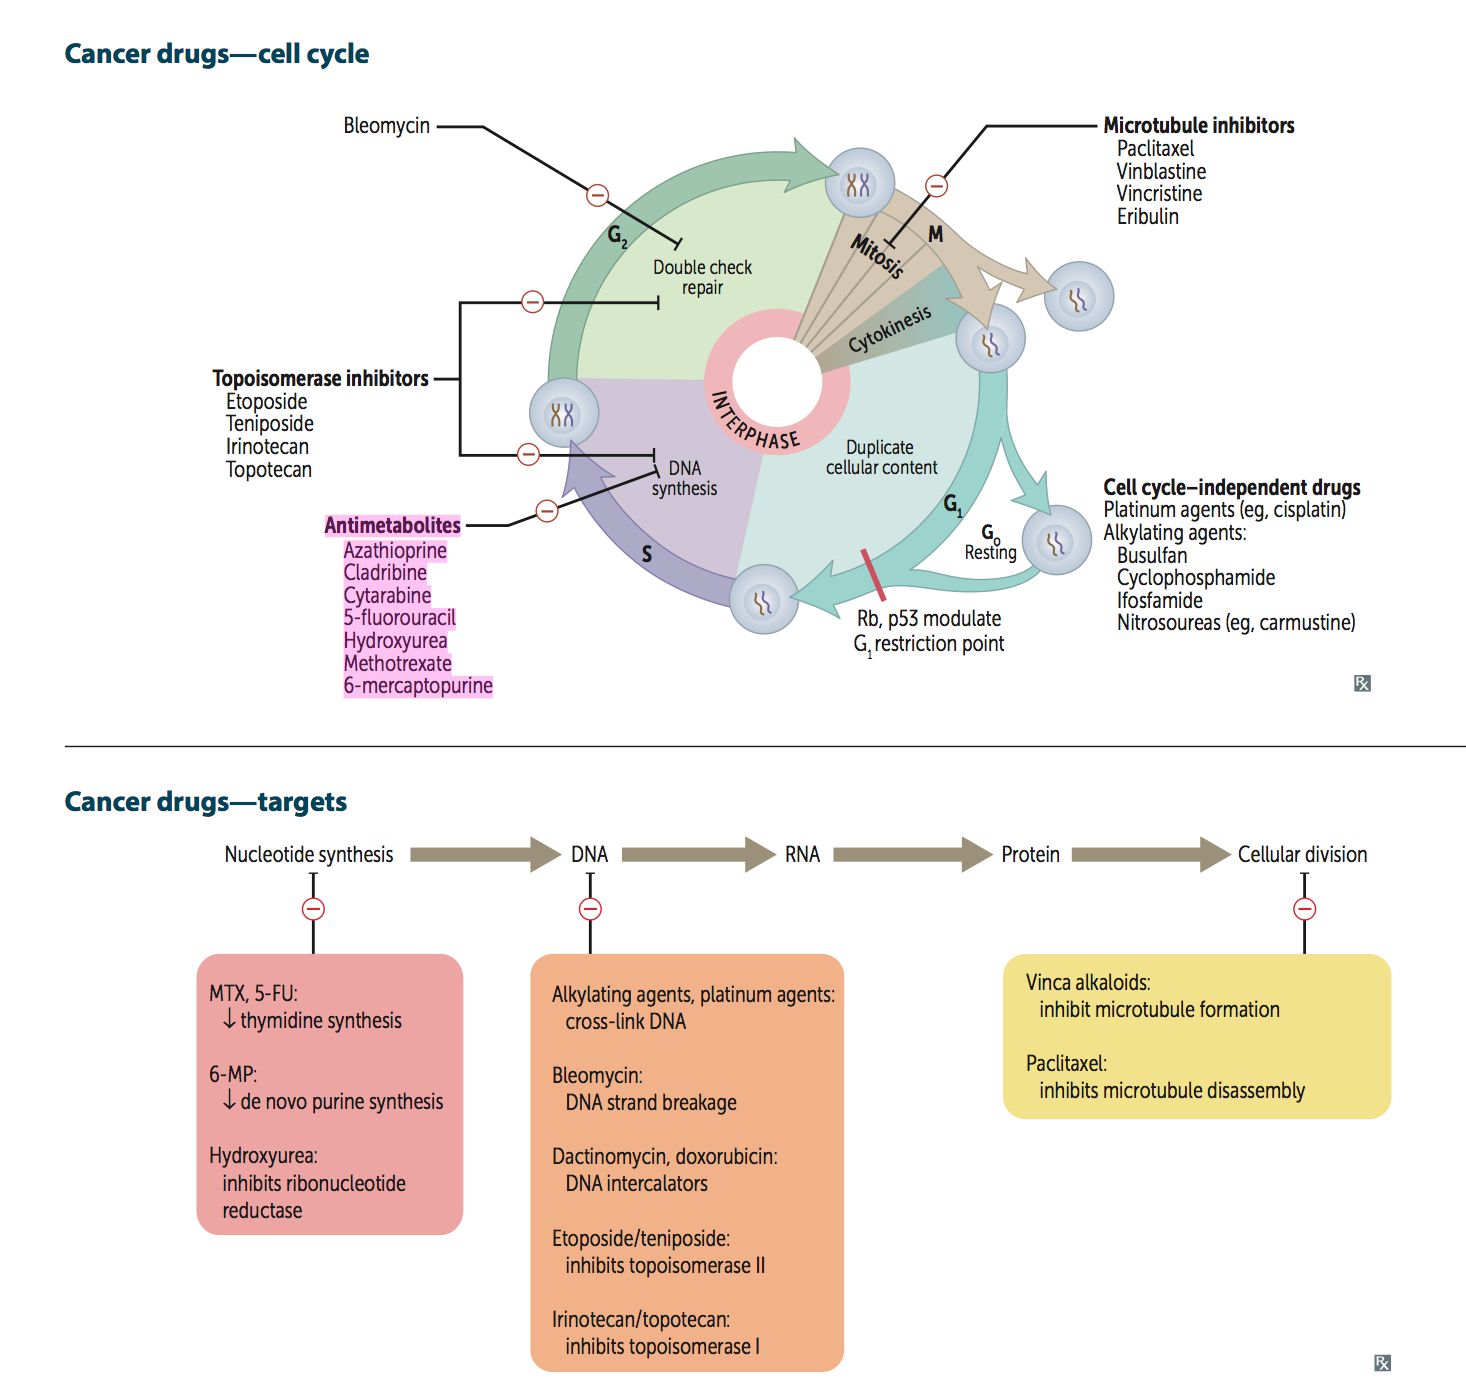 Cancer drugs—cell cycle
Bleomycin
Microtubule inhibitors
Paclitaxel
Vinblastine
Vincristine
Eribulin
G2
Double check
repair
Mitosis
M
Cytokinesis
INTERPHASE
Topoisomerase inhibitors
Etoposide
Teniposide
Irinotecan
Topotecan
DNA
synthesis
Duplicate
cellular content
G1
G0
Resting
S
Cell cycle–independent drugs
Platinum agents (eg, cisplatin)
Alkylating agents:
Busulfan
Cyclophosphamide
Ifosfamide
Nitrosoureas (eg, carmustine)
Antimetabolites
Azathioprine
Cladribine
Cytarabine
5-fluorouracil
Hydroxyurea
Methotrexate
6-mercaptopurine
Rb, p53 modulate
G1 restriction point
Rx
Cancer drugs—targets
Nucleotide synthesis
DNA
RNA
Protein
Cellular division
MTX, 5-FU:
↓ thymidine synthesis
6-MP:
↓ de novo purine synthesis
Hydroxyurea:
inhibits ribonucleotide
reductase
Alkylating agents, platinum agents:
cross-link DNA
Bleomycin:
DNA strand breakage
Dactinomycin, doxorubicin:
DNA intercalators
Etoposide/teniposide:
inhibits topoisomerase II
Irinotecan/topotecan:
inhibits topoisomerase I
Vinca alkaloids:
inhibit microtubule formation
Paclitaxel:
inhibits microtubule disassembly
Rx